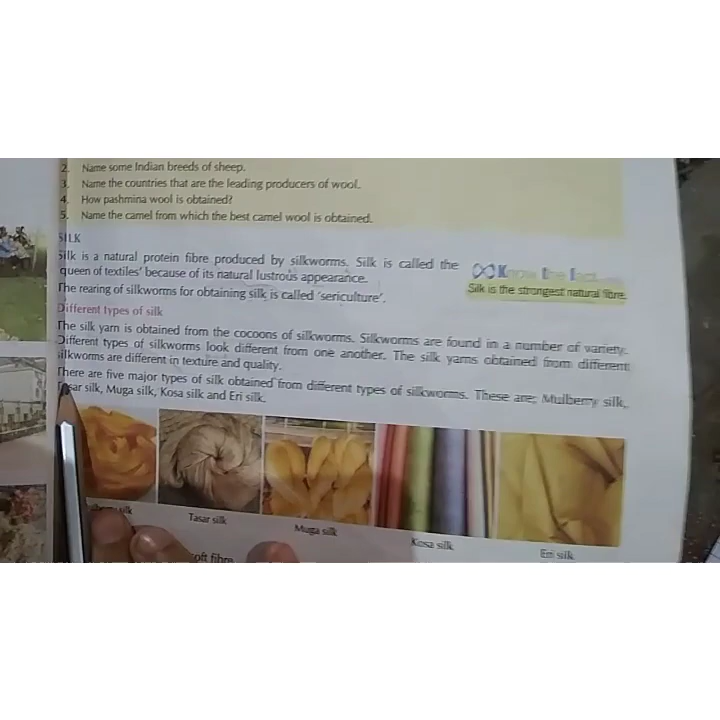 2. Name some Indian breeds of sheep.
3. Name the countries that are the leading producers of wool.
4. How pashmina wool is obtained?
5. Name the camel from which the best camel wool is obtained.
SILK
Silk is a natural protein fibre produced by silkworms. Silk is called the
queen of textiles' because of its natural lustrous appearance.
The rearing of silkworms for obtaining silk is called 'sericulture'.
Know the fact
Silk is the strongest natural fibre.
Different types of silk
The silk yarn is obtained from the cocoons of silkworms. Silkworms are found in a number of variety.
Different types of silkworms look different from one another. The silk yarns obtained from different
silkworms are different in texture and quality.
There are five major types of silk obtained from different types of silkworms. These are; Mulberry silk,
Tasar silk, Muga silk, Kosa silk and Eri silk.
silk
Tasar silk
Muga silk
Kosa silk
Eri silk
soft fibre